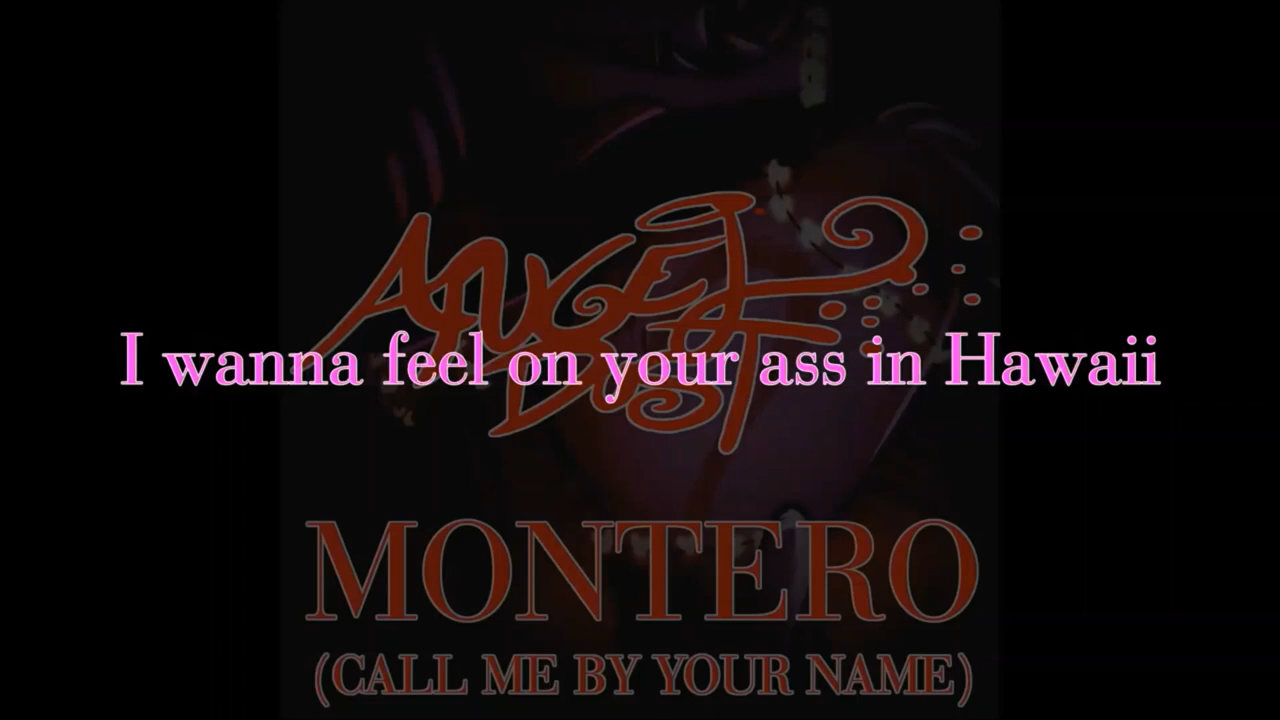 ANGEL
I wanna feel on your ass in Hawaii
DUST
MONTERO
(CALL ME BY YOUR NAME)